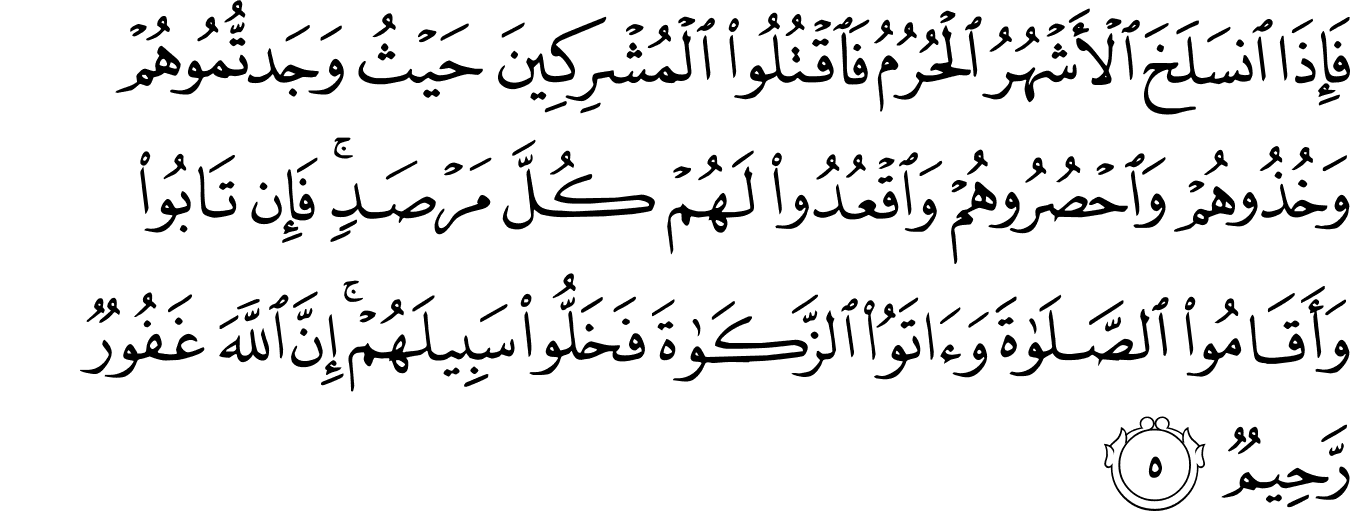 فَإِذَا ٱنسَلَخَ ٱلۡأَشۡهُرُ ٱلۡحُرُمُ فَٱقۡتُلُواْ ٱلۡمُشۡرِكِينَ حَيۡثُ وَجَدتُّمُوهُمۡ
وَخُذُوهُمۡ وَٱحۡصُرُوهُمۡ وَٱقۡعُدُواْ لَهُمۡ كُلَّ مَرۡصَدٖۚ فَإِن تَابُواْ
وَأَقَامُواْ ٱلصَّلَوٰةَ وَءَاتَوُاْ ٱلزَّكَوٰةَ فَخَلُّواْ سَبِيلَهُمۡۚ إِنَّ ٱللَّهَ غَفُورٞ
رَّحِيمٞ ٥